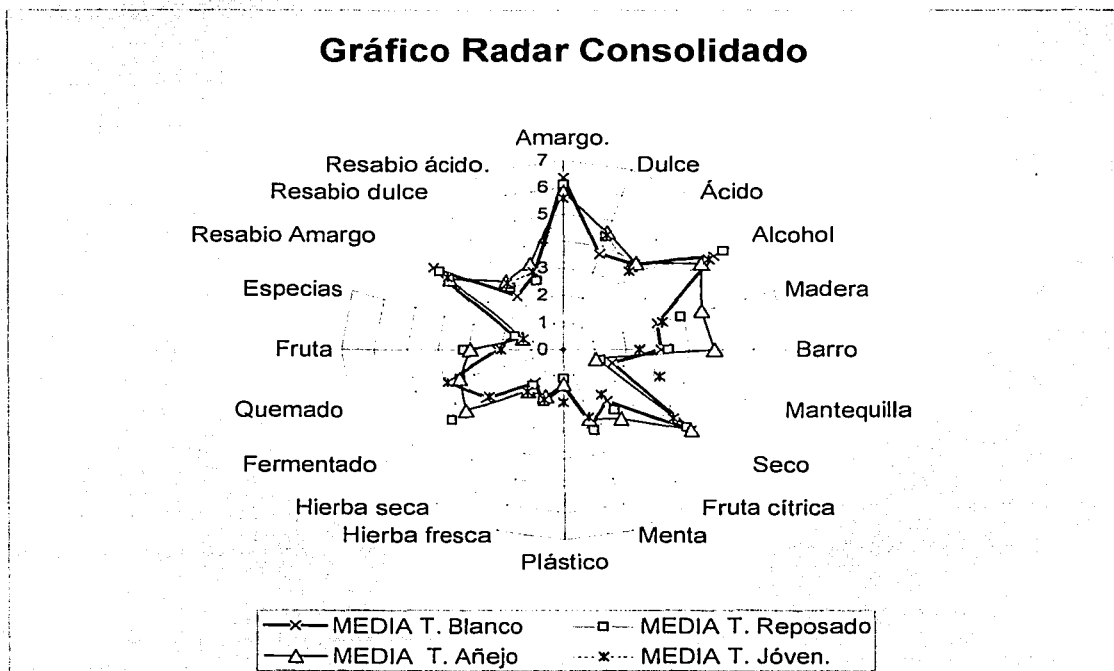 Gráfico Radar Consolidado
Amargo.
Dulce
Ácido
Alcohol
Madera
Barro
Mantequilla
Seco
Fruta cítrica
Menta
Plástico
Hierba fresca
Hierba seca
Fermentado
Quemado
Fruta
Especias
Resabio Amargo
Resabio dulce
Resabio ácido.
7
6
5
4
3
2
1
0
MEDIA T. Blanco
MEDIA T. Reposado
MEDIA T. Añejo
MEDIA T. Jóven.